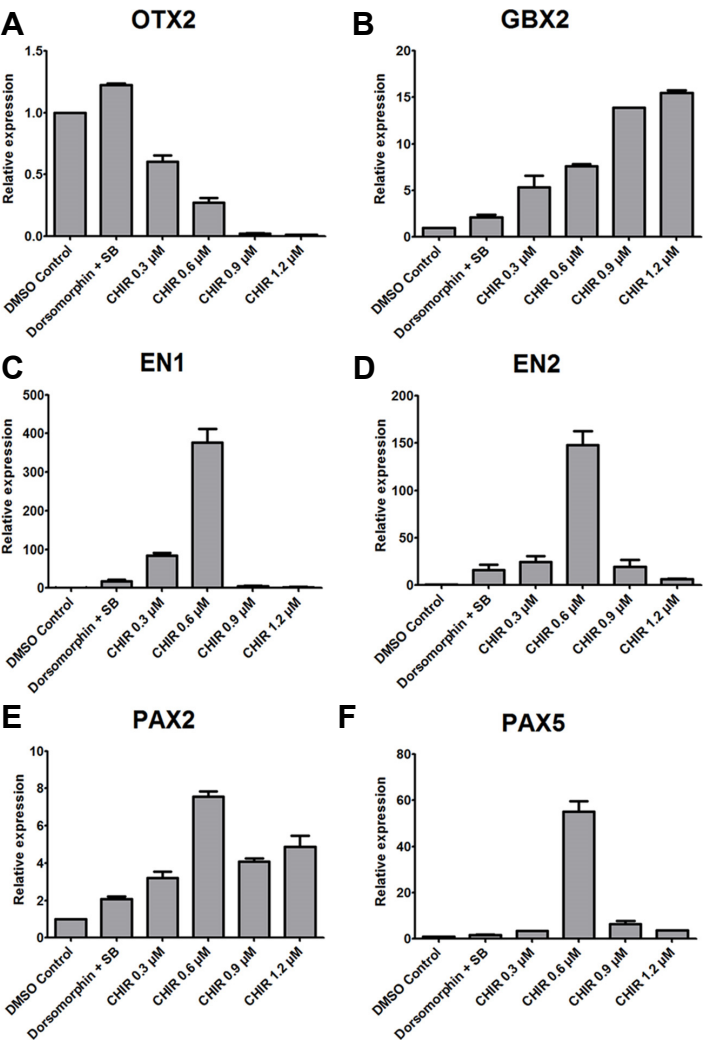 A
OTX2
Relative expression
1.5
1.0
0.5
0.0
DMSO Control
Dorsomorphin + SB
CHIR 0.3 µM
CHIR 0.6 µM
CHIR 0.9 µM
CHIR 1.2 µM
B
GBX2
Relative expression
20
15
10
5
0
DMSO Control
Dorsomorphin + SB
CHIR 0.3 µM
CHIR 0.6 µM
CHIR 0.9 µM
CHIR 1.2 µM
C
EN1
Relative expression
500
400
300
200
100
0
DMSO Control
Dorsomorphin + SB
CHIR 0.3 µM
CHIR 0.6 µM
CHIR 0.9 µM
CHIR 1.2 µM
D
EN2
Relative expression
200
150
100
50
0
DMSO Control
Dorsomorphin + SB
CHIR 0.3 µM
CHIR 0.6 µM
CHIR 0.9 µM
CHIR 1.2 µM
E
PAX2
Relative expression
10
8
6
4
2
0
DMSO Control
Dorsomorphin + SB
CHIR 0.3 µM
CHIR 0.6 µM
CHIR 0.9 µM
CHIR 1.2 µM
F
PAX5
Relative expression
80
60
40
20
0
DMSO Control
Dorsomorphin + SB
CHIR 0.3 µM
CHIR 0.6 µM
CHIR 0.9 µM
CHIR 1.2 µM